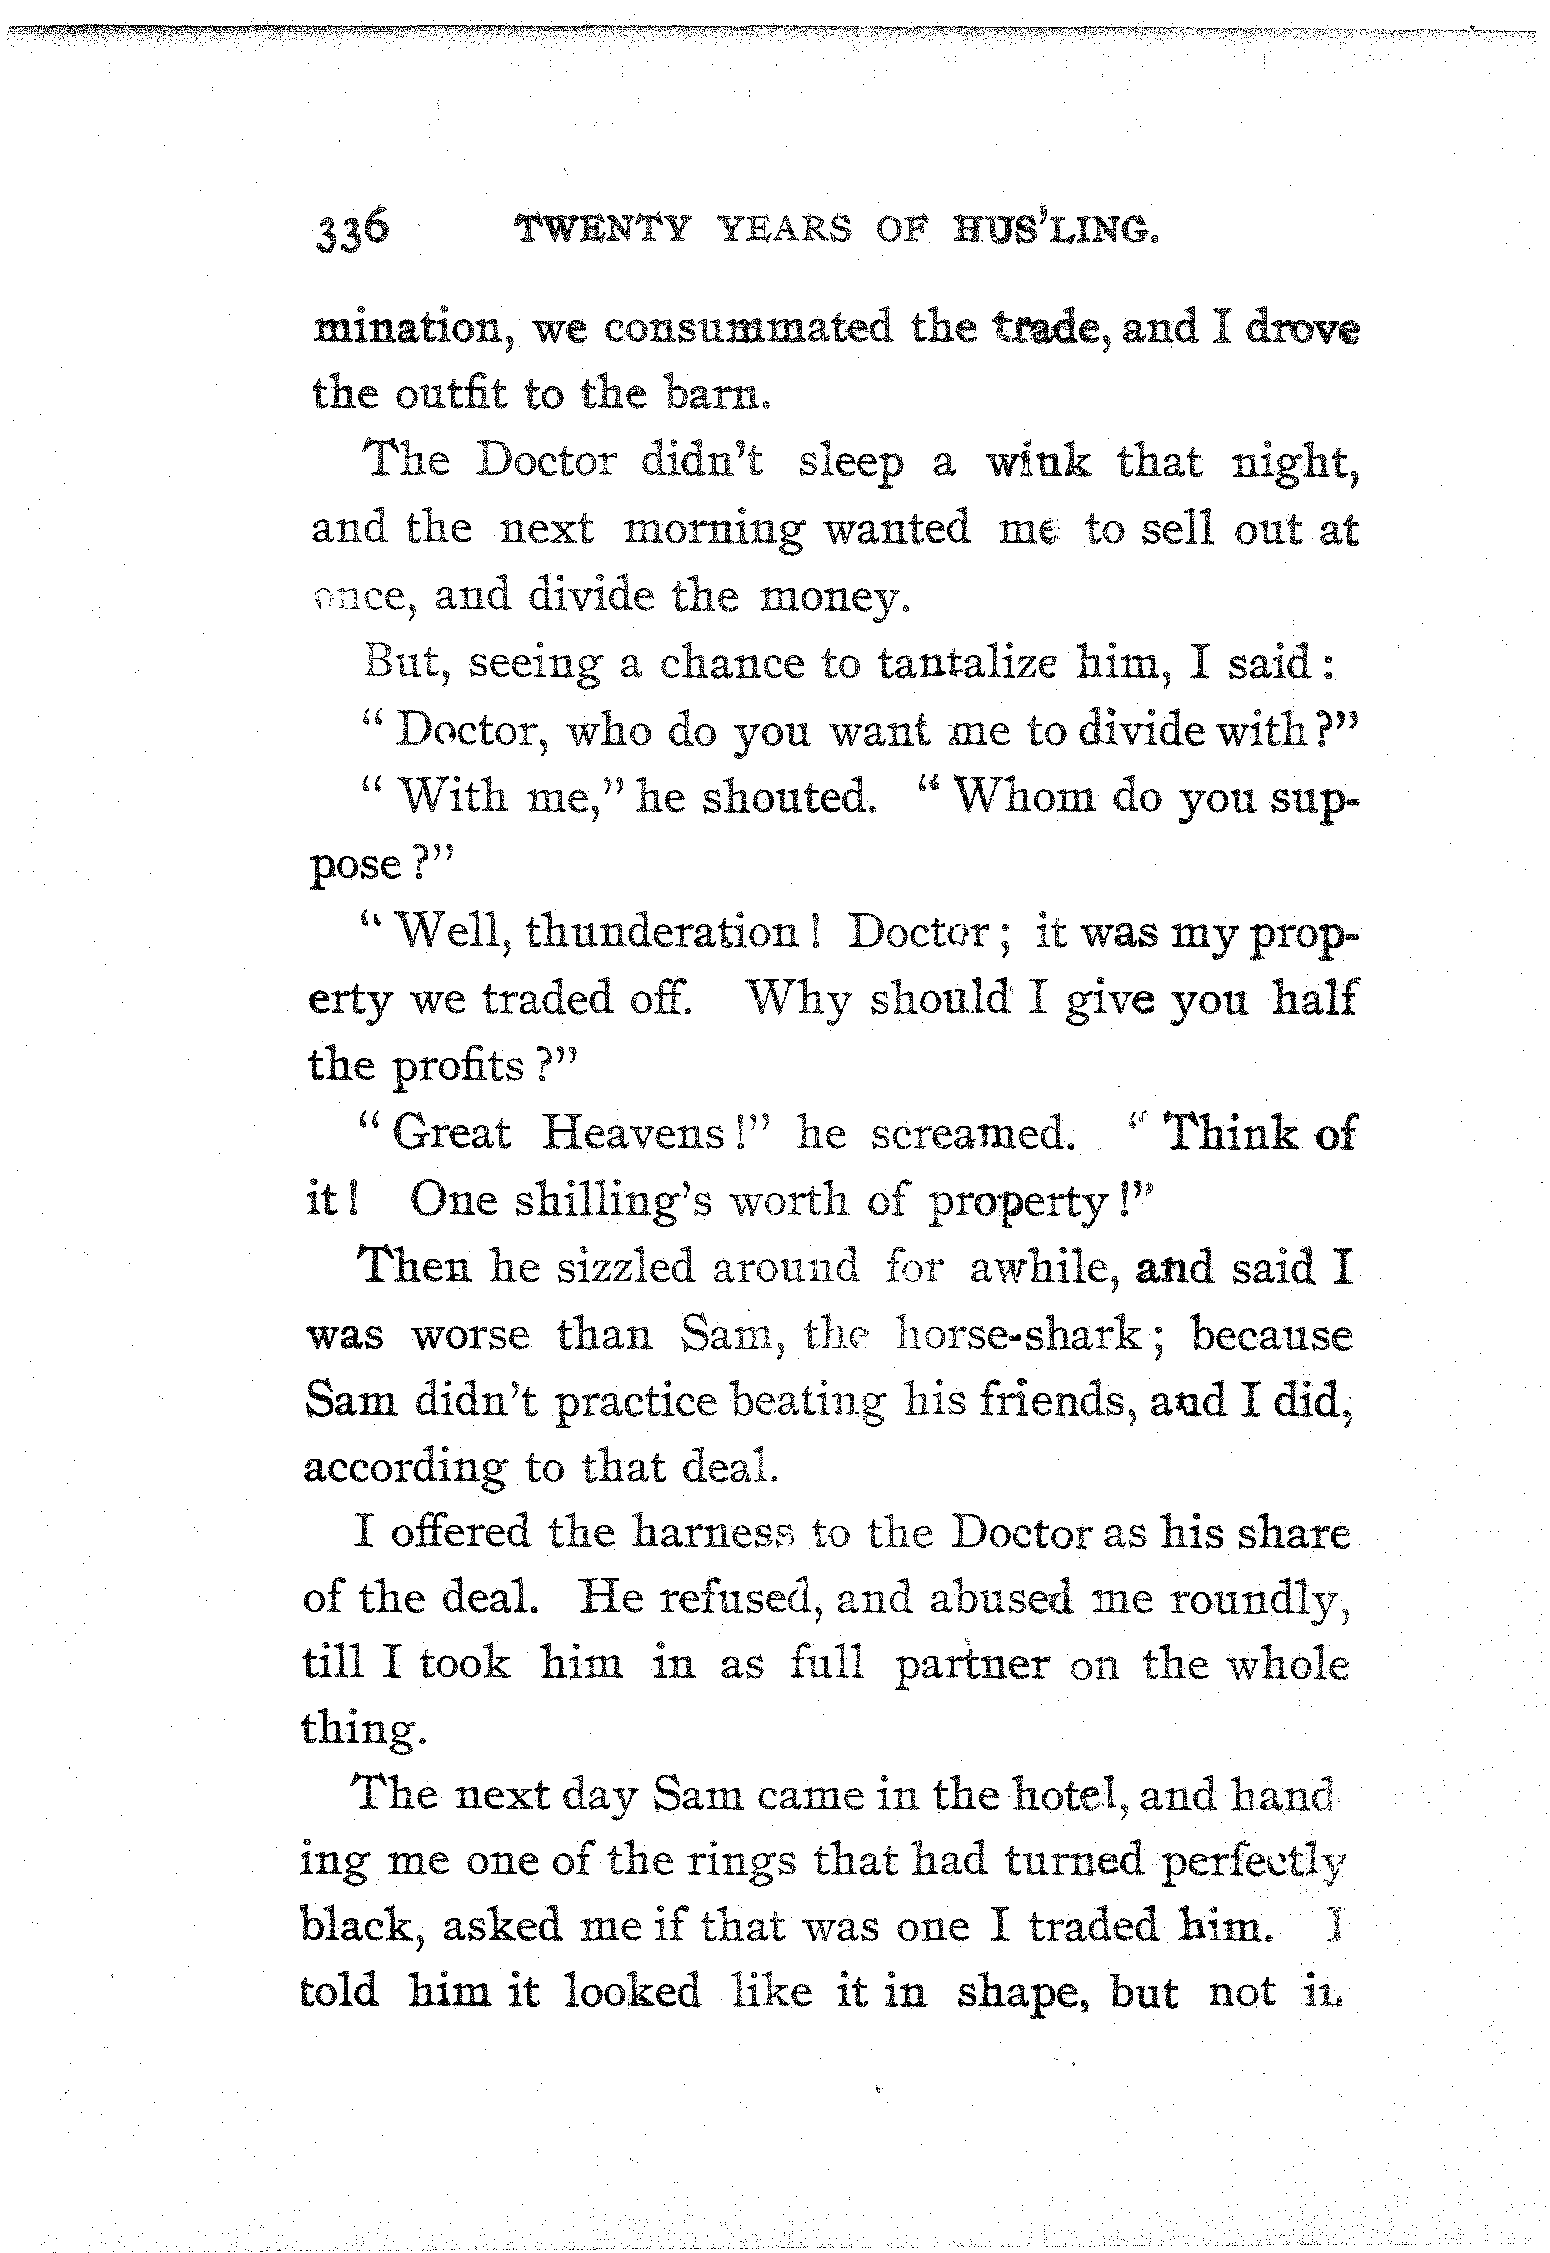 336 TWENTY YEARS OF HUS'LING.
mination, we consummated the trade, and I drove
the outfit to the barn.
The Doctor didn't sleep a wink that night,
and the next morning wanted me to sell out at
once, and divide the money.
But, seeing a chance to tantalize him, I said:
"Doctor, who do you want me to divide with?"
"With me," he shouted. "Whom do you sup-
pose?"
"Well, thunderation! Doctor; it was my prop-
erty we traded off. Why should I give you half
the profits?"
"Great Heavens!" he screamed. "Think of
it! One shilling's worth of property!"
Then he sizzled around for awhile, and said I
was worse than Sam, the horse-shark; because
Sam didn't practice beating his friends, and I did,
according to that deal.
I offered the harness to the Doctor as his share
of the deal. He refused, and abused me roundly,
till I took him in as full partner on the whole
thing.
The next day Sam came in the hotel, and hand
ing me one of the rings that had turned perfectly
black, asked me if that was one I traded him. I
told him it looked like it in shape, but not in